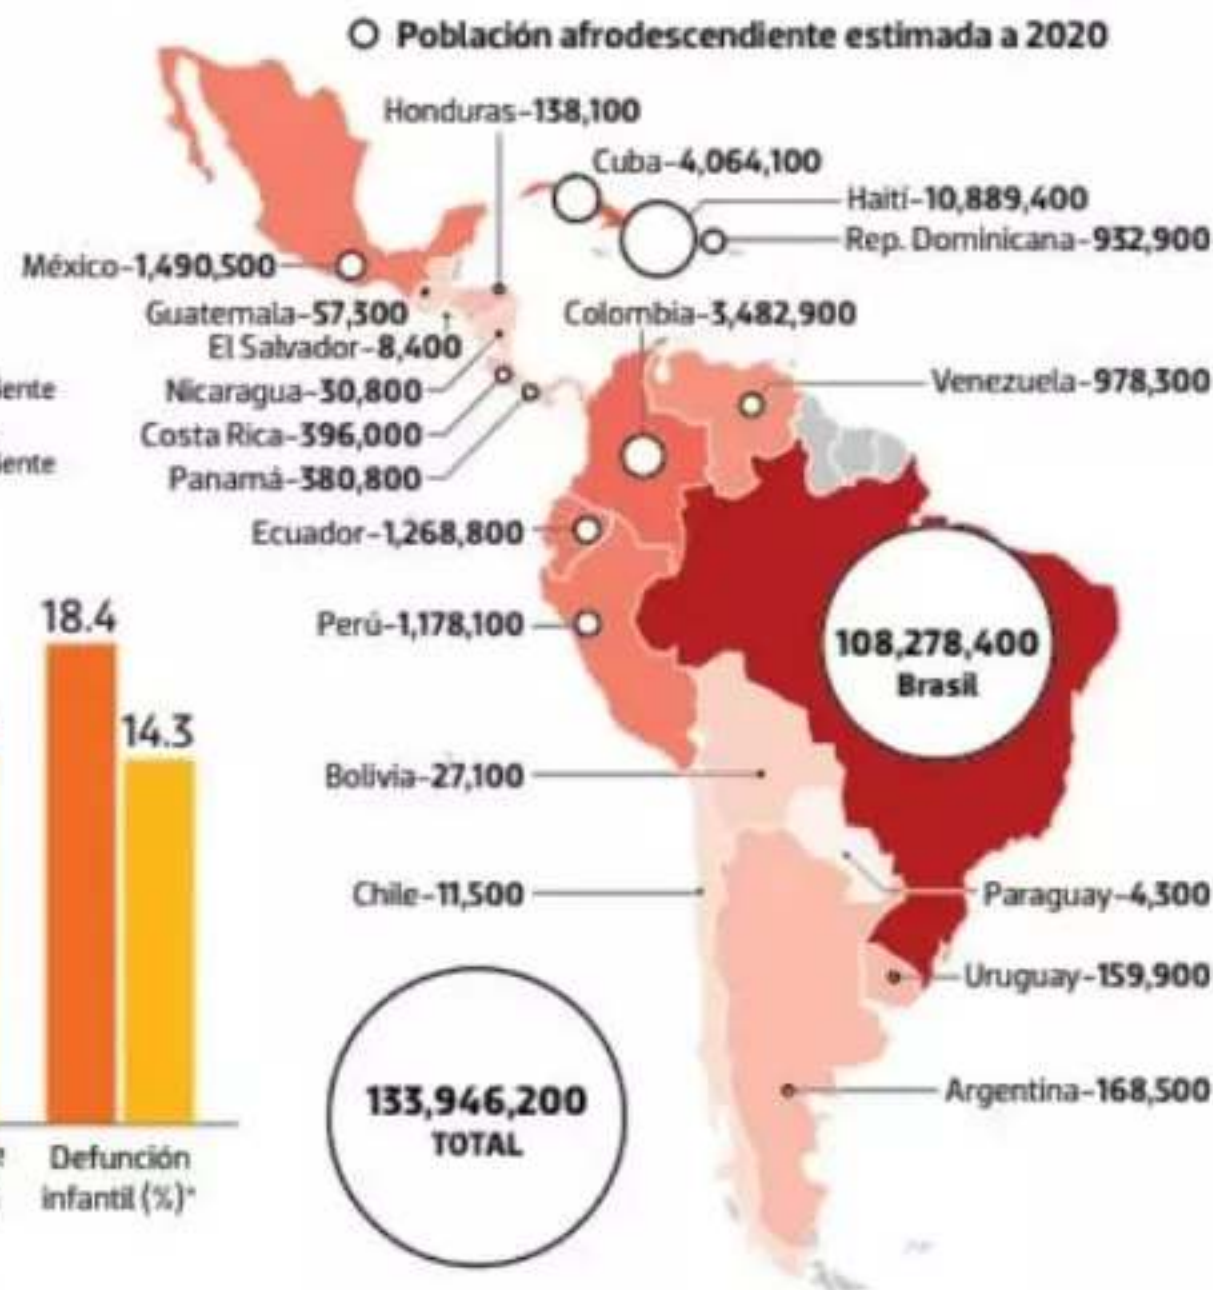 Población afrodescendiente estimada a 2020
Honduras-138,100
Cuba-4,064,100
Haití-10,889,400
Rep. Dominicana-932,900
México-1,490,500
Guatemala-57,300
Colombia-3,482,900
El Salvador-8,400
Venezuela-978,300
Nicaragua-30,800
Costa Rica-396,000
Panamá-380,800
Ecuador-1,268,800
18.4
Perú-1,178,100
108,278,400
Brasil
14.3
Bolivia-27,100
Chile-11,500
Paraguay-4,300
Uruguay-159,900
133,946,200
TOTAL
Argentina-168,500
Defunción
infantil (%)*